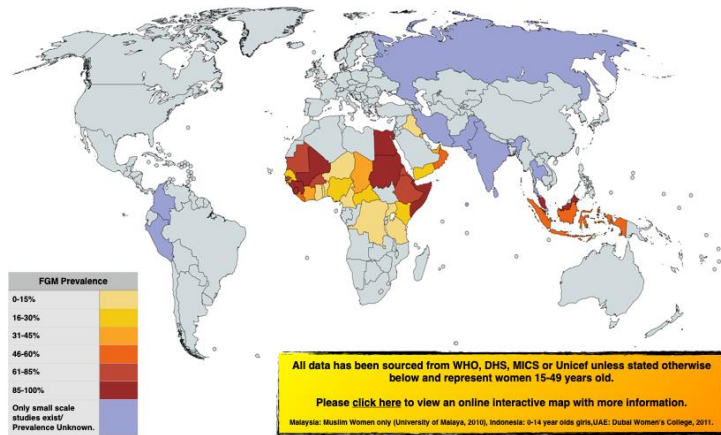 FGM Prevalence
0-15%
16-30%
31-45%
46-60%
61-85%
85-100%
Only small scale
studies exist/
Prevalence Unknown.
All data has been sourced from WHO, DHS, MICS or Unicef unless stated otherwise
below and represent women 15-49 years old.
Please click here to view an online interactive map with more information.
Malaysia: Muslim Women only (University of Malaya, 2010), Indonesia: 0-14 year olds girls,UAE: Dubai Women's College, 2011.